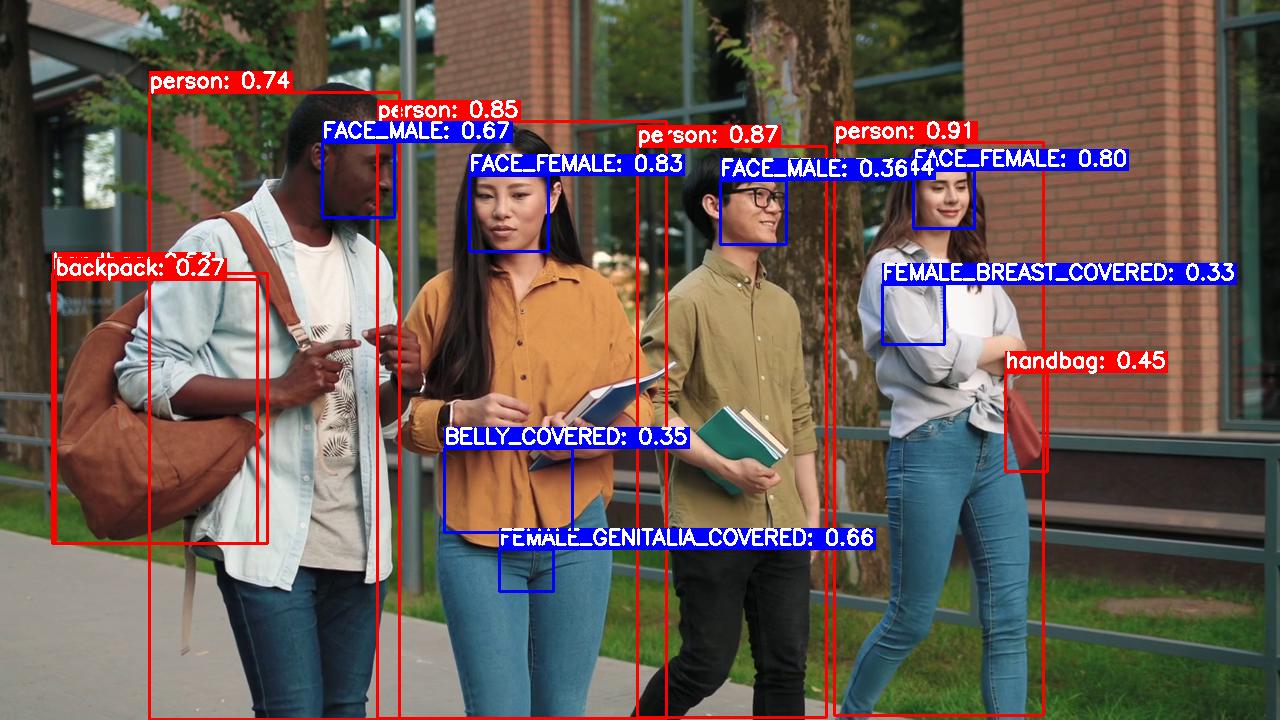 person: 0.74
person: 0.85
FACE_MALE: 0.67
person: 0.87
person: 0.91
FACE_FEMALE: 0.83
FACE_MALE: 0.36
FACE_FEMALE: 0.80
backpack: 0.27
FEMALE_BREAST_COVERED: 0.33
handbag: 0.45
BELLY_COVERED: 0.35
FEMALE_GENITALIA_COVERED: 0.66